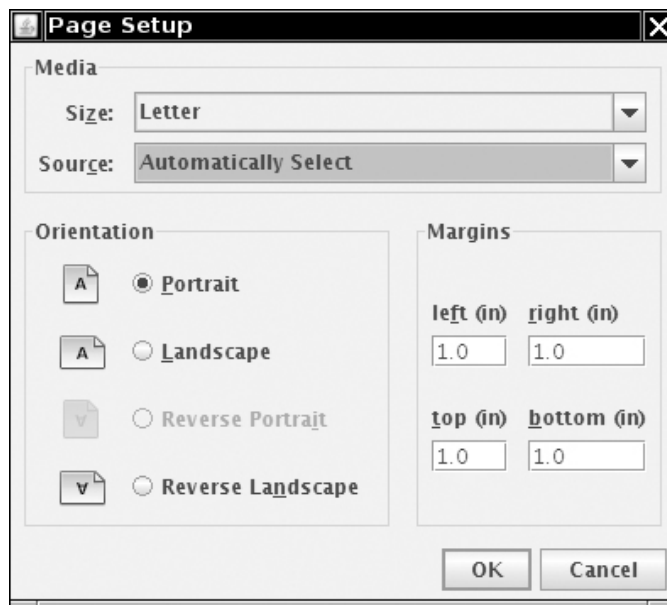 Page Setup
Media
Size: Letter
Source: Automatically Select
Orientation
A Portrait
A Landscape
A Reverse Portrait
A Reverse Landscape
Margins
left (in) right (in)
1.0 1.0
top (in) bottom (in)
1.0 1.0
OK Cancel